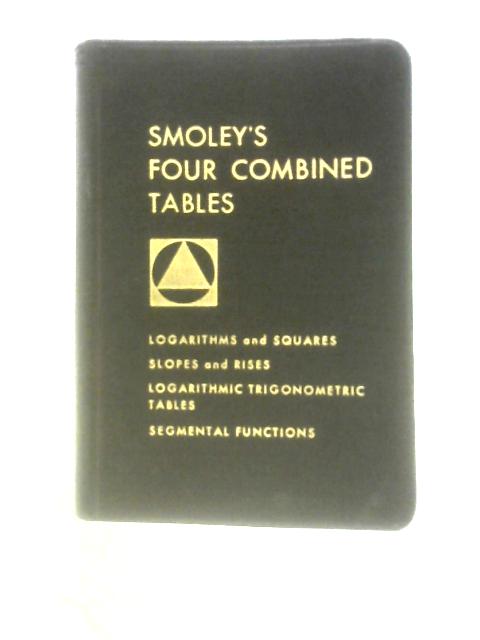 SMOLEY'S
FOUR COMBINED
TABLES
LOGARITHMS and SQUARES
SLOPES and RISES
LOGARITHMIC TRIGONOMETRIC
TABLES
SEGMENTAL FUNCTIONS